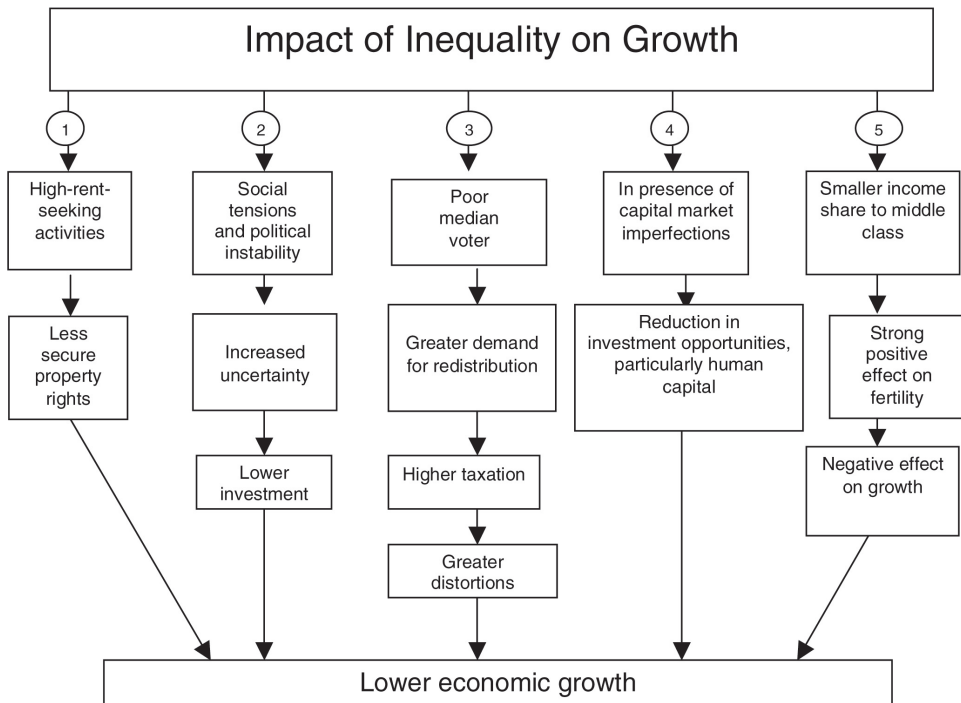 Impact of Inequality on Growth
1
2
3
4
5
High-rent-
seeking
activities
Less
secure
property
rights
Social
tensions
and political
instability
Increased
uncertainty
Lower
investment
Poor
median
voter
Greater demand
for redistribution
Higher taxation
Greater
distortions
In presence of
capital market
imperfections
Reduction in
investment opportunities,
particularly human
capital
Smaller income
share to middle
class
Strong
positive
effect on
fertility
Negative effect
on growth
Lower economic growth